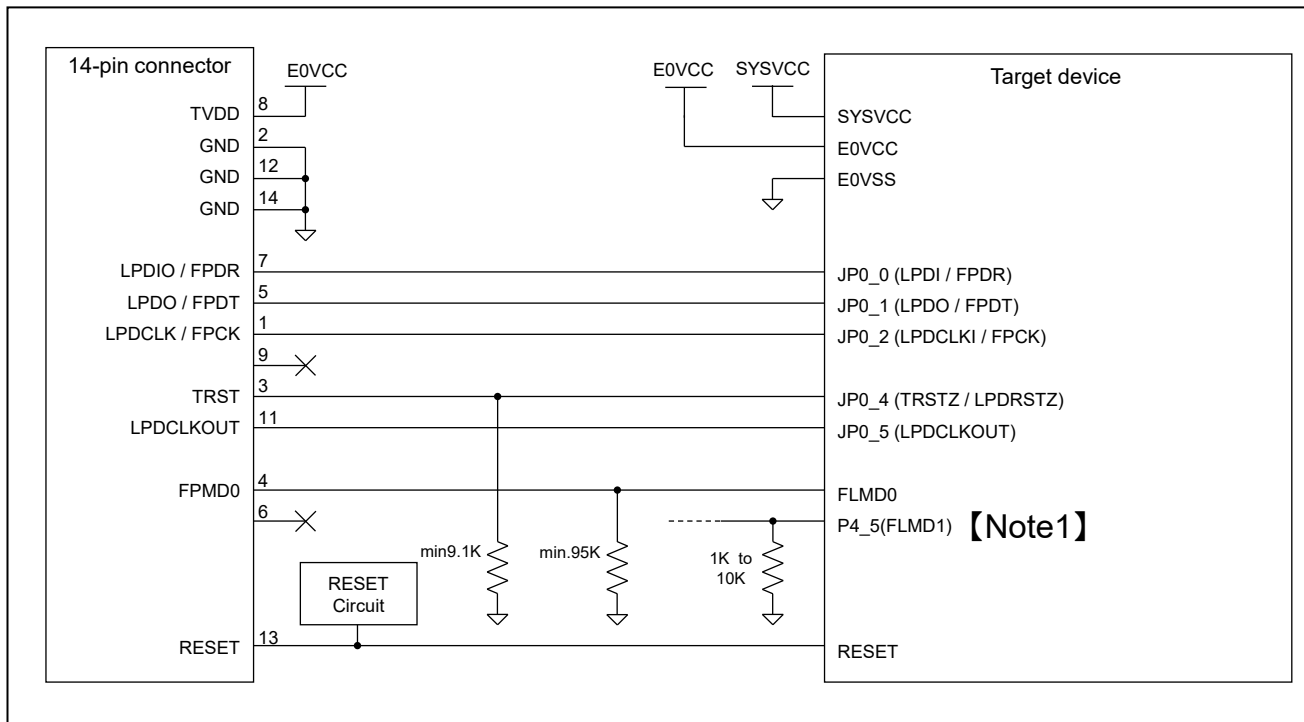 14-pin connector
E0VCC
E0VCC
SYSVCC
Target device
TVDD
8
SYSVCC
GND
2
E0VCC
GND
12
E0VSS
GND
14
LPDIO / FPDR
7
JP0_0 (LPDI / FPDR)
LPDO / FPDT
5
JP0_1 (LPDO / FPDT)
LPDCLK / FPCK
1
JP0_2 (LPDCLKI / FPCK)
9
TRST
3
JP0_4 (TRSTZ / LPDRSTZ)
LPDCLKOUT
11
JP0_5 (LPDCLKOUT)
FPMD0
4
FLMD0
6
P4_5(FLMD1) 【Note1】
min9.1K
min.95K
1K to
10K
RESET
Circuit
RESET
13
RESET